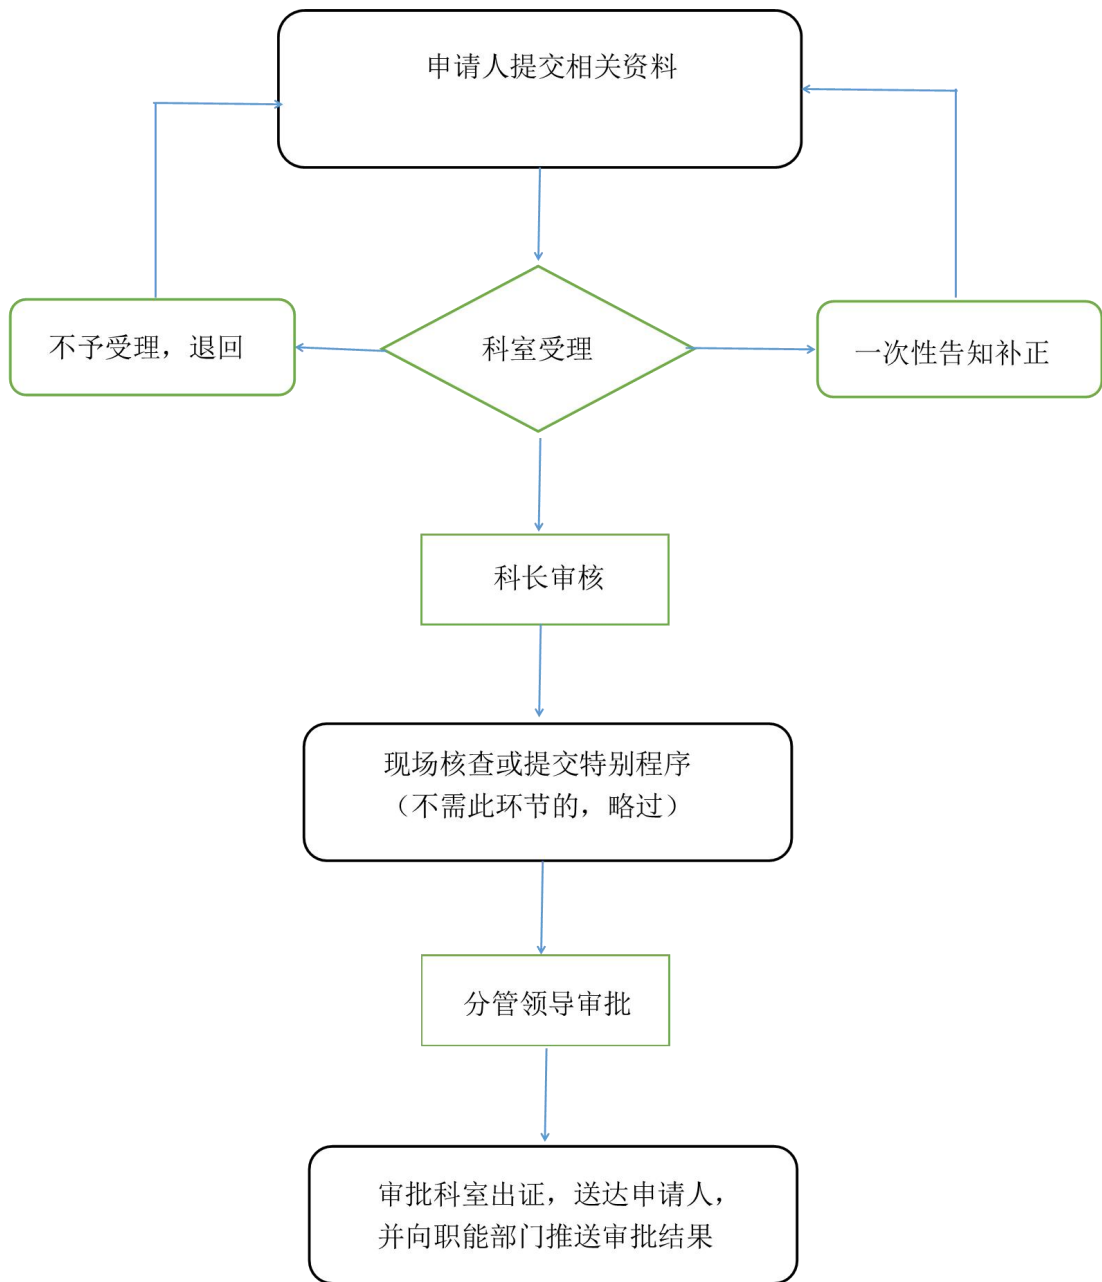 申请人提交相关资料
不予受理，退回
科室受理
一次性告知补正
科长审核
现场核查或提交特别程序
（不需此环节的，略过）
分管领导审批
审批科室出证，送达申请人，
并向职能部门推送审批结果